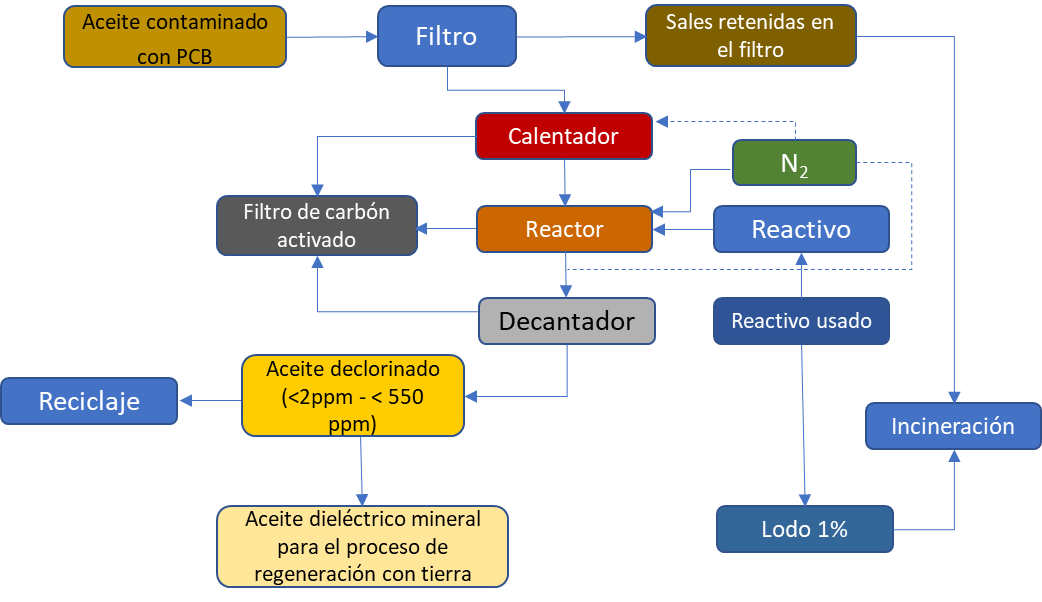 Aceite contaminado
con PCB
Filtro
Sales retenidas en
el filtro
Calentador
N₂
Filtro de carbón
activado
Reactor
Reactivo
Decantador
Reactivo usado
Aceite declorinado
(<2ppm - < 550
ppm)
Reciclaje
Incineración
Aceite dieléctrico mineral
para el proceso de
regeneración con tierra
Lodo 1%